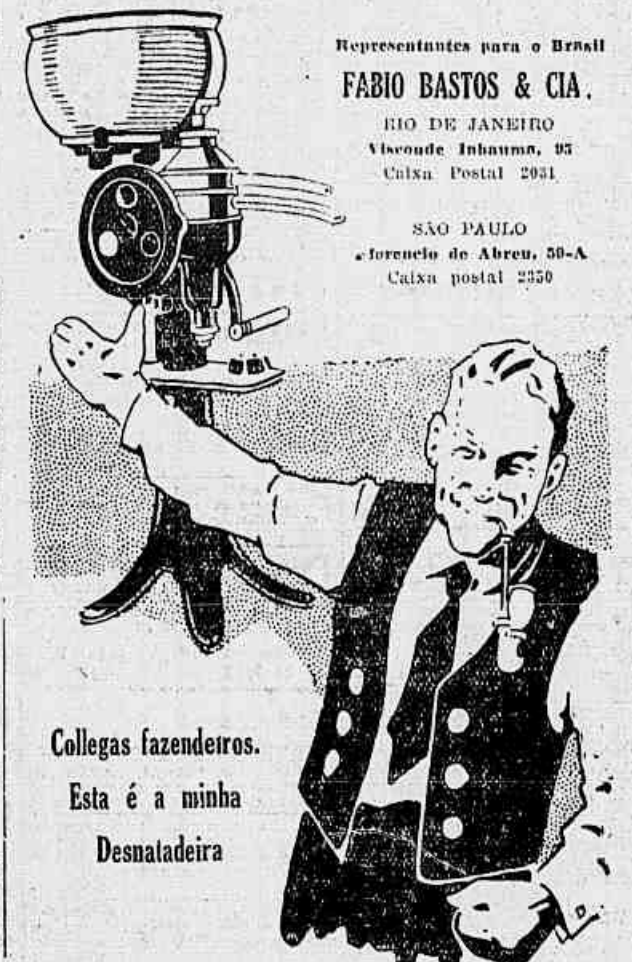 Representantes para o Brasil
FABIO BASTOS & CIA.
RIO DE JANEIRO
Visconde Inhauma, 95
Caixa Postal 2031
SÃO PAULO
Florencio de Abreu, 59-A
Caixa postal 2350
Collegas fazendeiros.
Esta é a minha
Desnatadeira